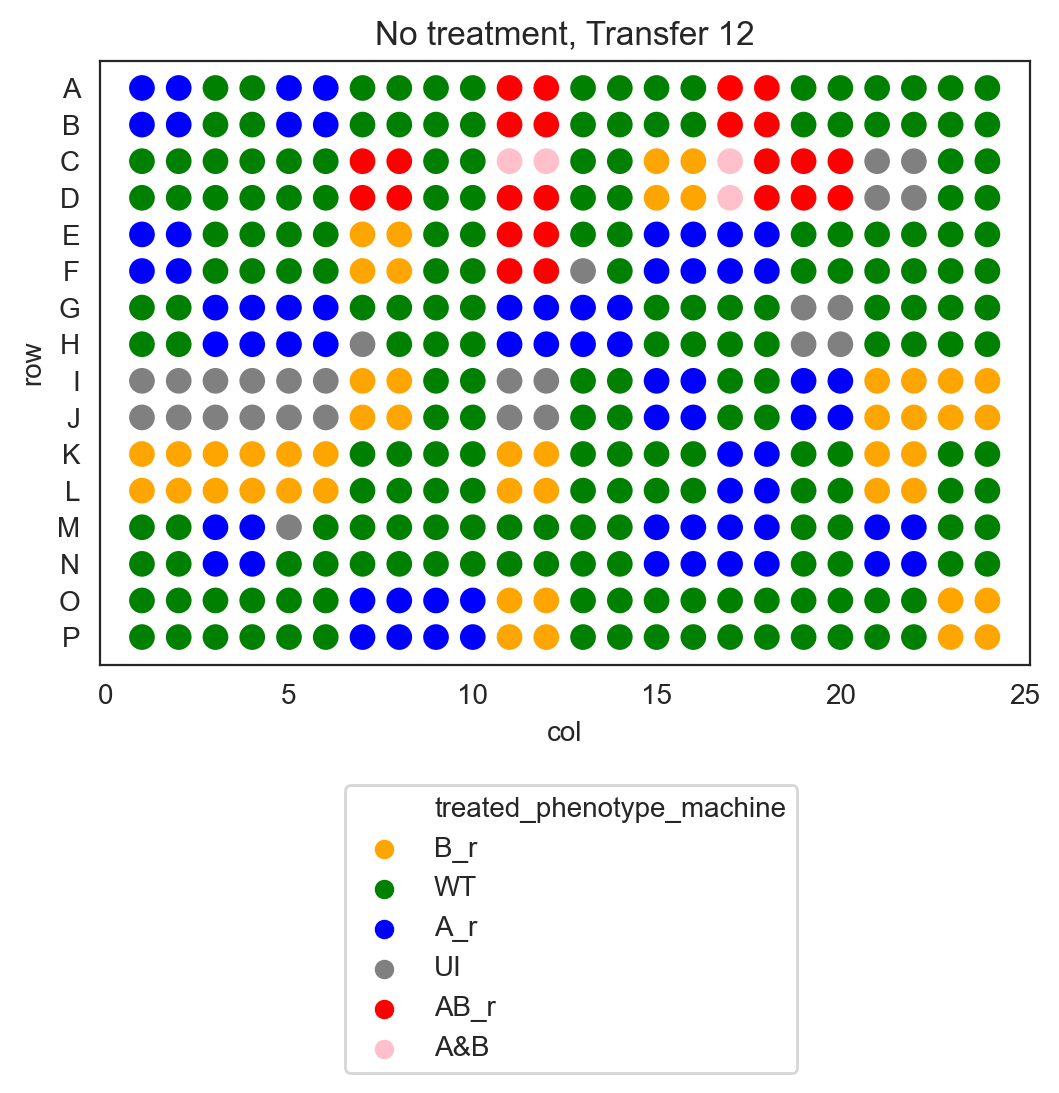 No treatment, Transfer 12
A
B
C
D
E
F
G
H
I
J
K
L
M
N
O
P
row
0 5 10 15 20 25
col
treated_phenotype_machine
B_r
WT
A_r
UI
AB_r
A&B